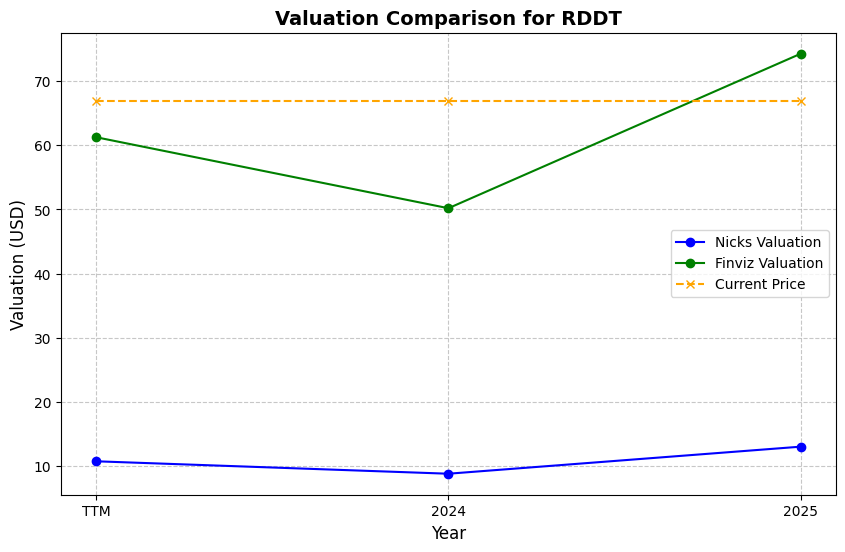 Valuation Comparison for RDDT
Valuation (USD)
70
60
50
40
30
20
10
Nicks Valuation
Finviz Valuation
Current Price
TTM 2024 2025
Year